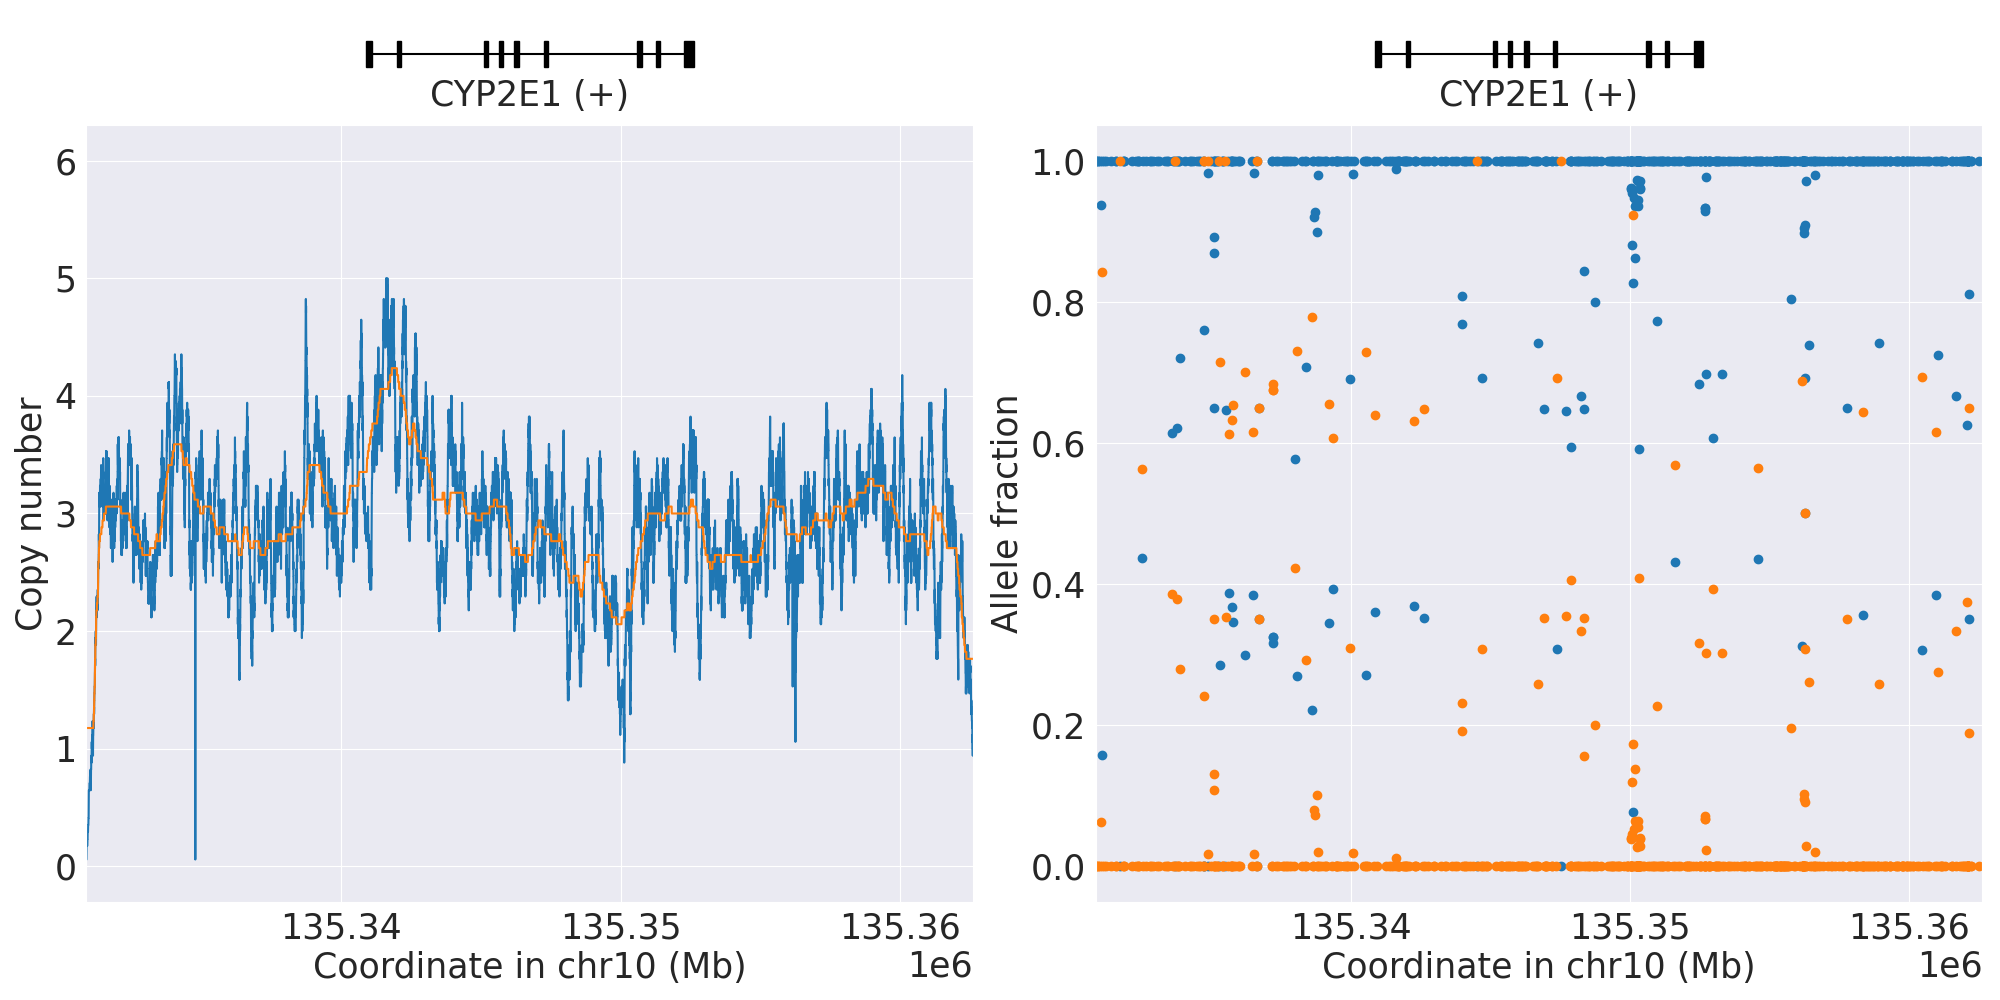 CYP2E1 (+)
CYP2E1 (+)
Copy number
6
5
4
3
2
1
0
135.34
135.35
135.36
Coordinate in chr10 (Mb)
1e6
Allele fraction
1.0
0.8
0.6
0.4
0.2
0.0
135.34
135.35
135.36
Coordinate in chr10 (Mb)
1e6